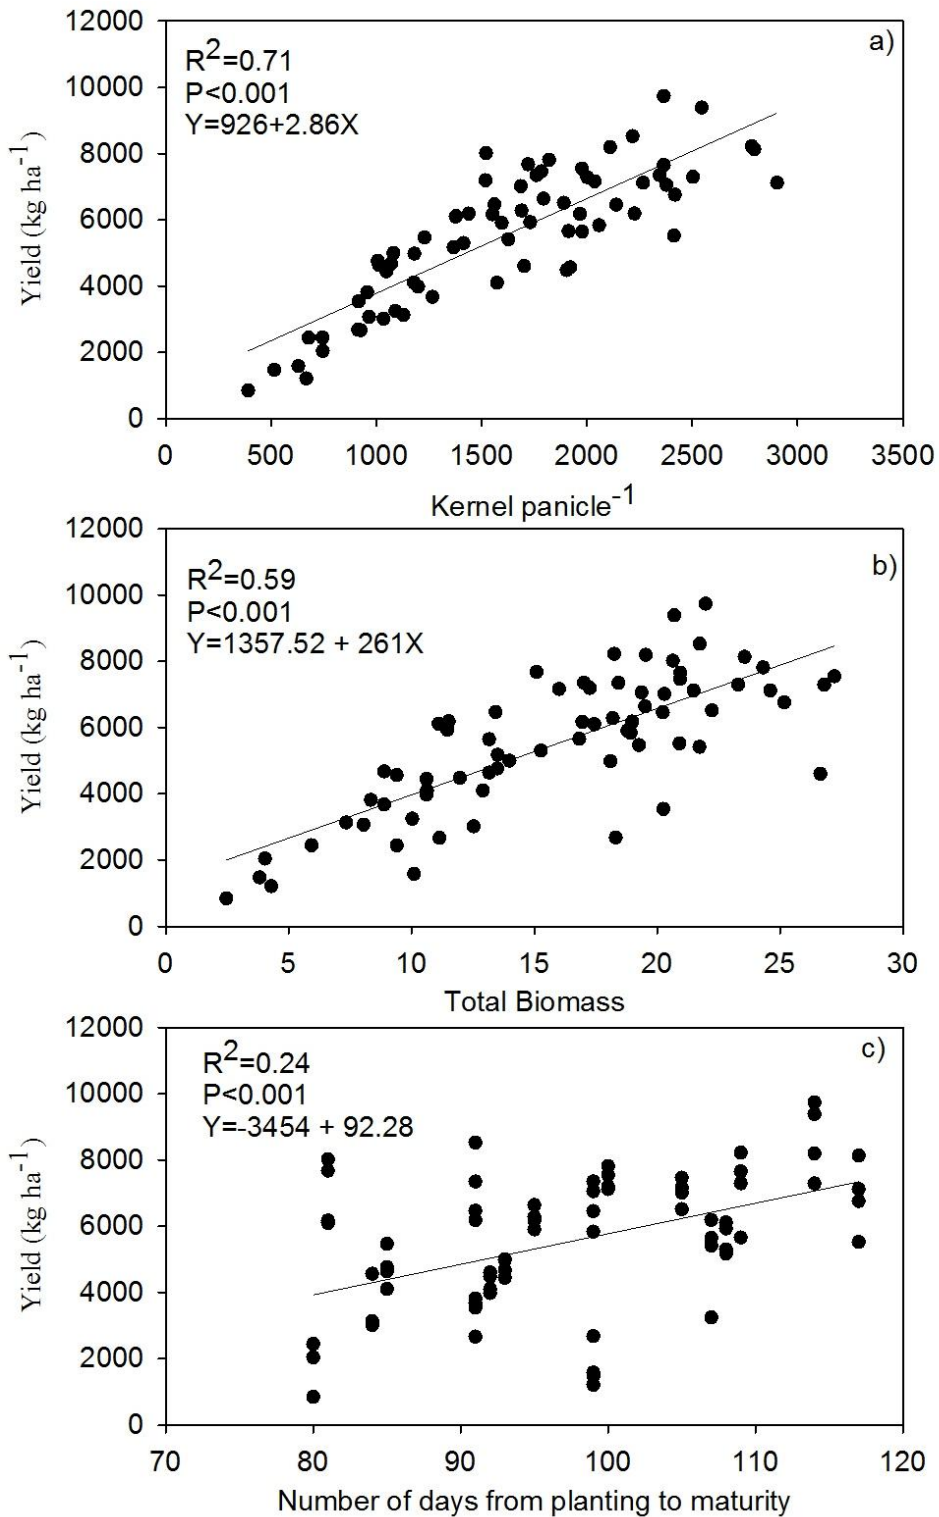 12000
a)
R²=0.71
P<0.001
Y=926+2.86X
10000
8000
6000
4000
2000
0
Yield (kg ha⁻¹)
0 500 1000 1500 2000 2500 3000 3500
Kernel panicle⁻¹
12000
b)
R²=0.59
P<0.001
Y=1357.52 + 261X
10000
8000
6000
4000
2000
0
Yield (kg ha⁻¹)
0 5 10 15 20 25 30
Total Biomass
12000
c)
R²=0.24
P<0.001
Y=-3454 + 92.28
10000
8000
6000
4000
2000
0
Yield (kg ha⁻¹)
70 80 90 100 110 120
Number of days from planting to maturity